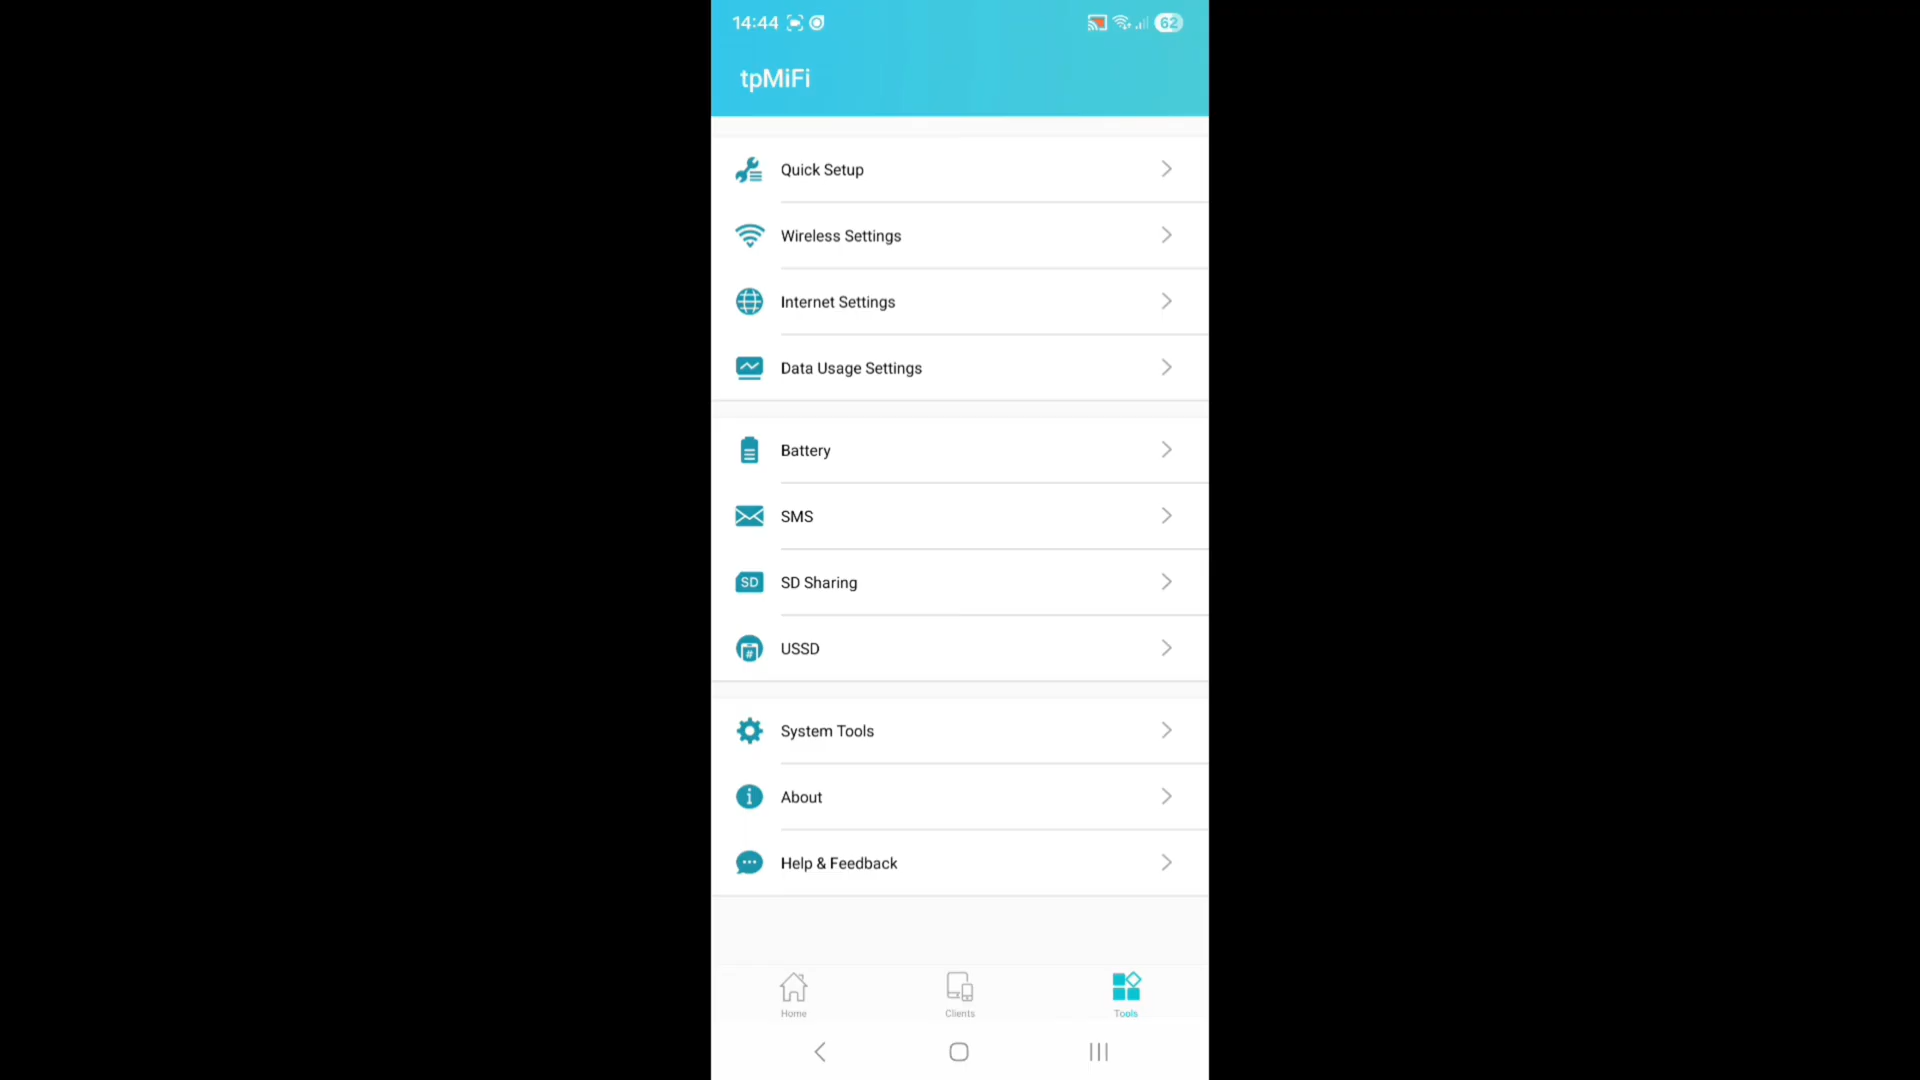 14:44
62
tpMiFi
Quick Setup
Wireless Settings
Internet Settings
Data Usage Settings
Battery
SMS
SD
SD Sharing
#
USSD
System Tools
i
About
Help & Feedback
Home
Clients
Tools